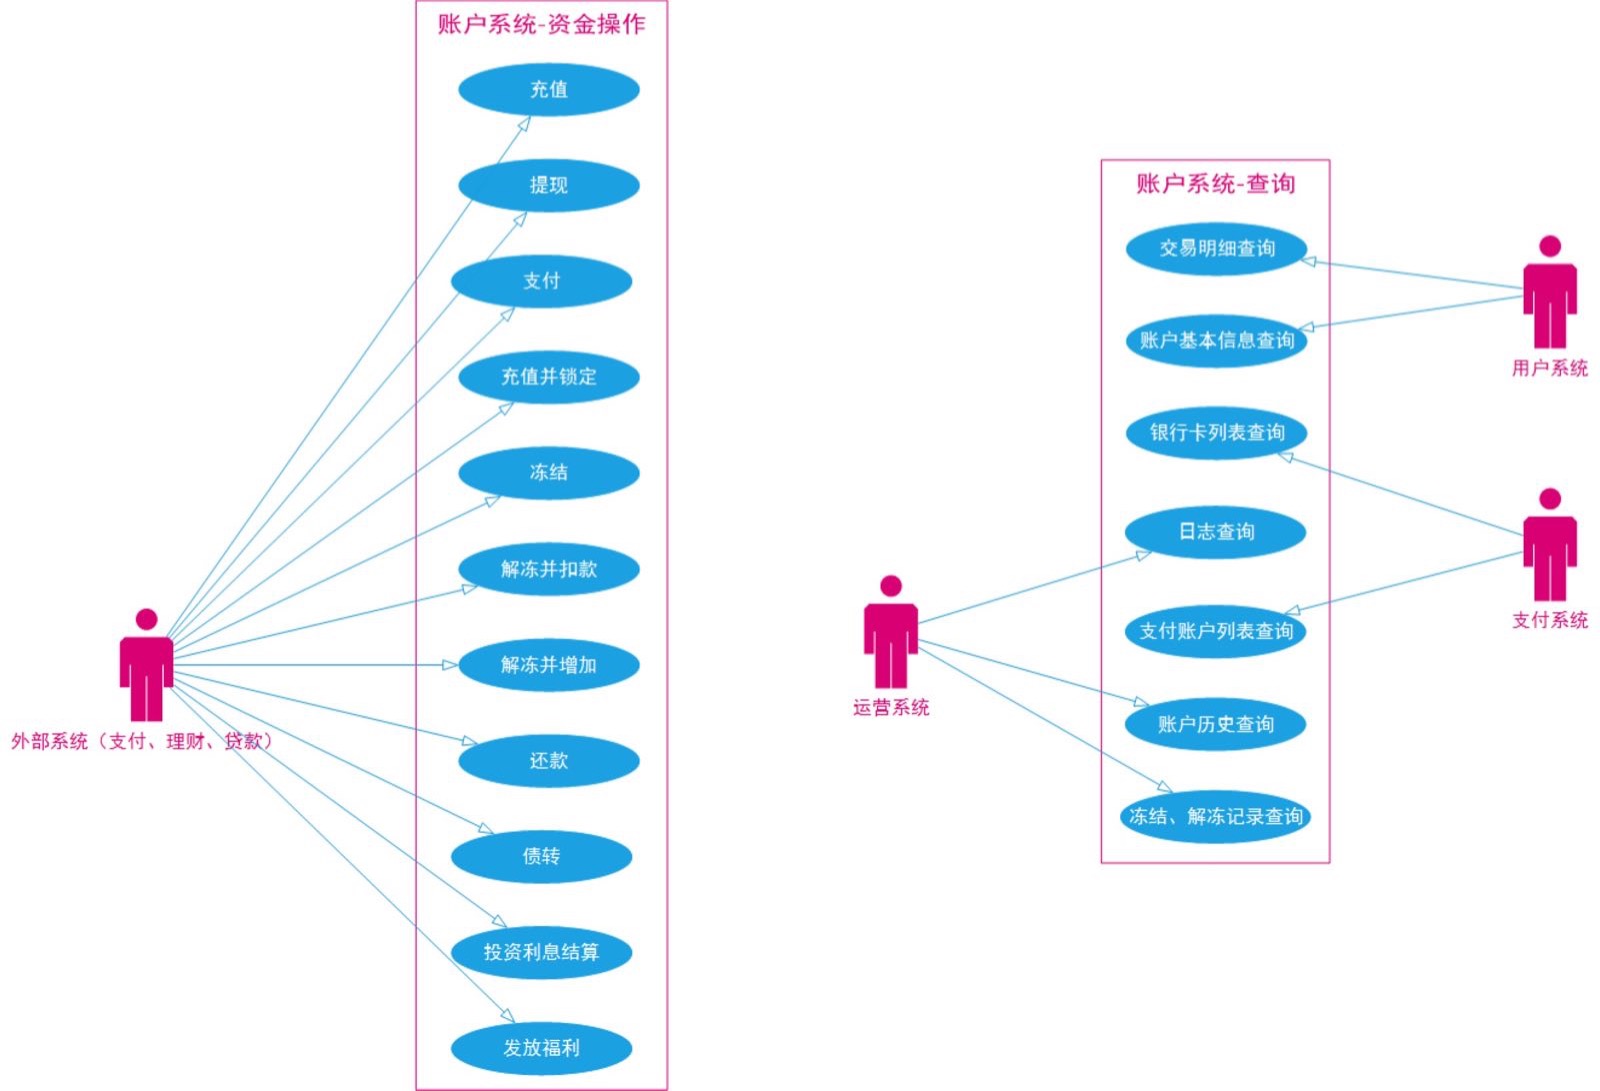 账户系统-资金操作
充值
提现
支付
充值并锁定
冻结
解冻并扣款
解冻并增加
还款
债转
投资利息结算
发放福利
外部系统（支付、理财、贷款）
账户系统-查询
交易明细查询
账户基本信息查询
银行卡列表查询
日志查询
支付账户列表查询
账户历史查询
冻结、解冻记录查询
运营系统
用户系统
支付系统